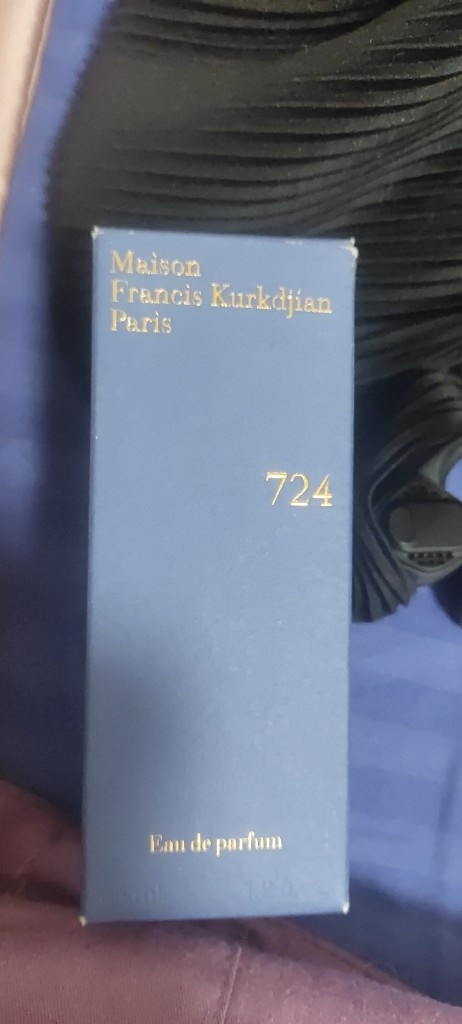 Maison
Francis Kurkdjian
Paris
724
Eau de parfum